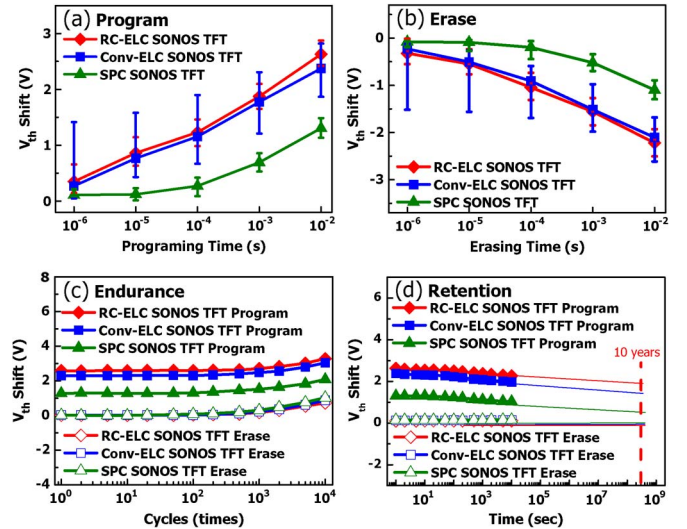 (a) Program
RC-ELC SONOS TFT
Conv-ELC SONOS TFT
SPC SONOS TFT
3
2
1
0
Vth Shift (V)
10-6 10-5 10-4 10-3 10-2
Programing Time (s)
(b) Erase
0
-1
-2
-3
Vth Shift (V)
RC-ELC SONOS TFT
Conv-ELC SONOS TFT
SPC SONOS TFT
10-6 10-5 10-4 10-3 10-2
Erasing Time (s)
(c) Endurance
RC-ELC SONOS TFT Program
Conv-ELC SONOS TFT Program
SPC SONOS TFT Program
8
6
4
2
0
-2
-4
Vth Shift (V)
RC-ELC SONOS TFT Erase
Conv-ELC SONOS TFT Erase
SPC SONOS TFT Erase
100 101 102 103 104
Cycles (times)
(d) Retention
RC-ELC SONOS TFT Program
Conv-ELC SONOS TFT Program
SPC SONOS TFT Program
10 years
6
4
2
0
-2
Vth Shift (V)
RC-ELC SONOS TFT Erase
Conv-ELC SONOS TFT Erase
SPC SONOS TFT Erase
101 103 105 107 109
Time (sec)